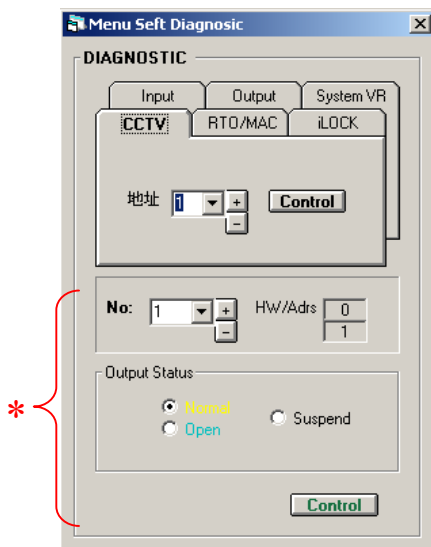 Menu Seft Diagnosic
DIAGNOSTIC
Input Output System VR
CCTV RTO/MAC iLOCK
地址 1 + Control
−
No: 1 + HW/Adrs 0
− 1
*
Output Status
Normal
Suspend
Open
Control